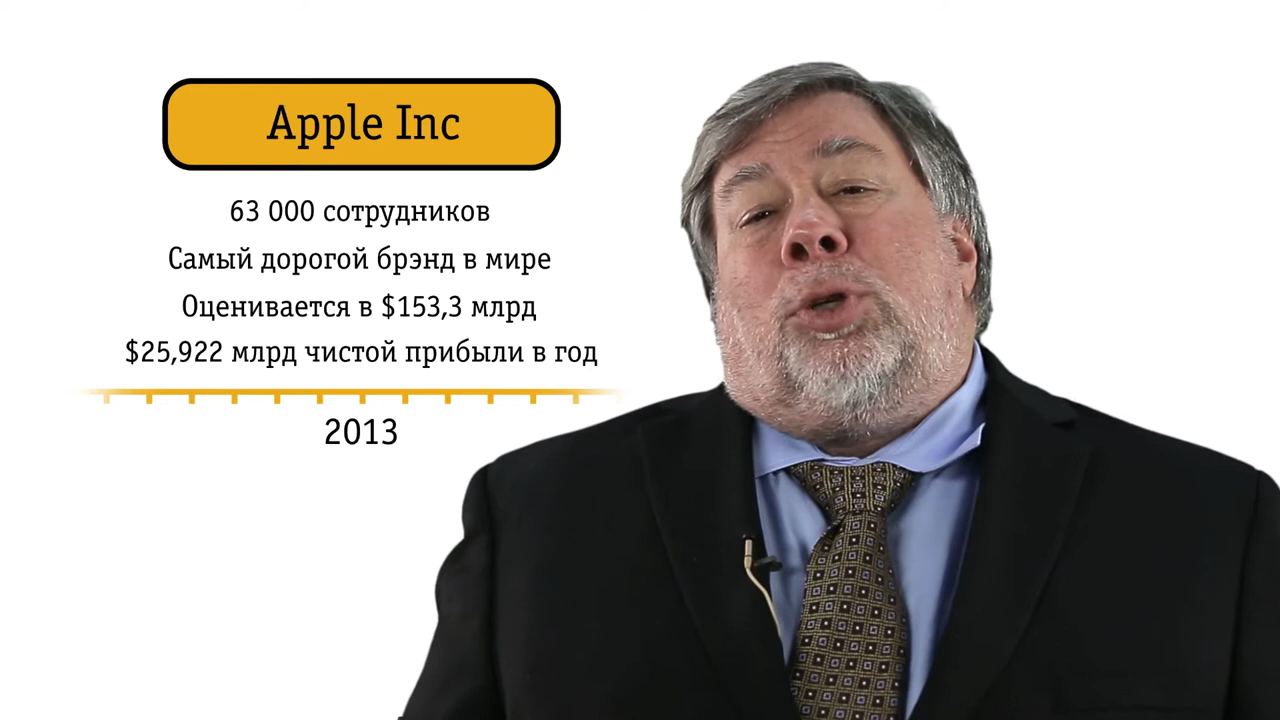 Apple Inc
63 000 сотрудников
Самый дорогой брэнд в мире
Оценивается в $153,3 млрд
$25,922 млрд чистой прибыли в год
2013